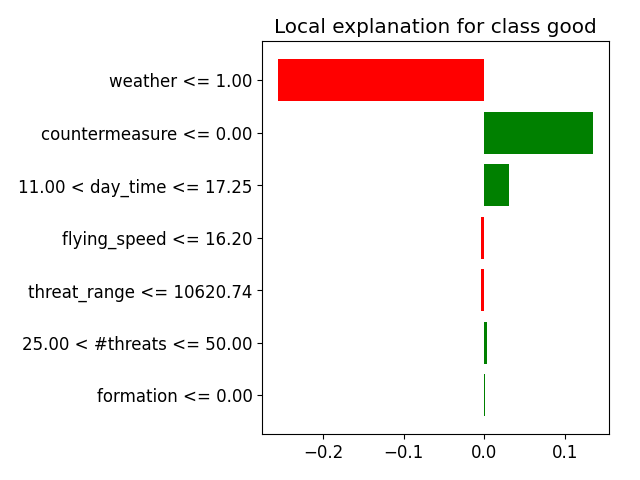 Local explanation for class good
weather <= 1.00
countermeasure <= 0.00
11.00 < day_time <= 17.25
flying_speed <= 16.20
threat_range <= 10620.74
25.00 < #threats <= 50.00
formation <= 0.00
−0.2 −0.1 0.0 0.1